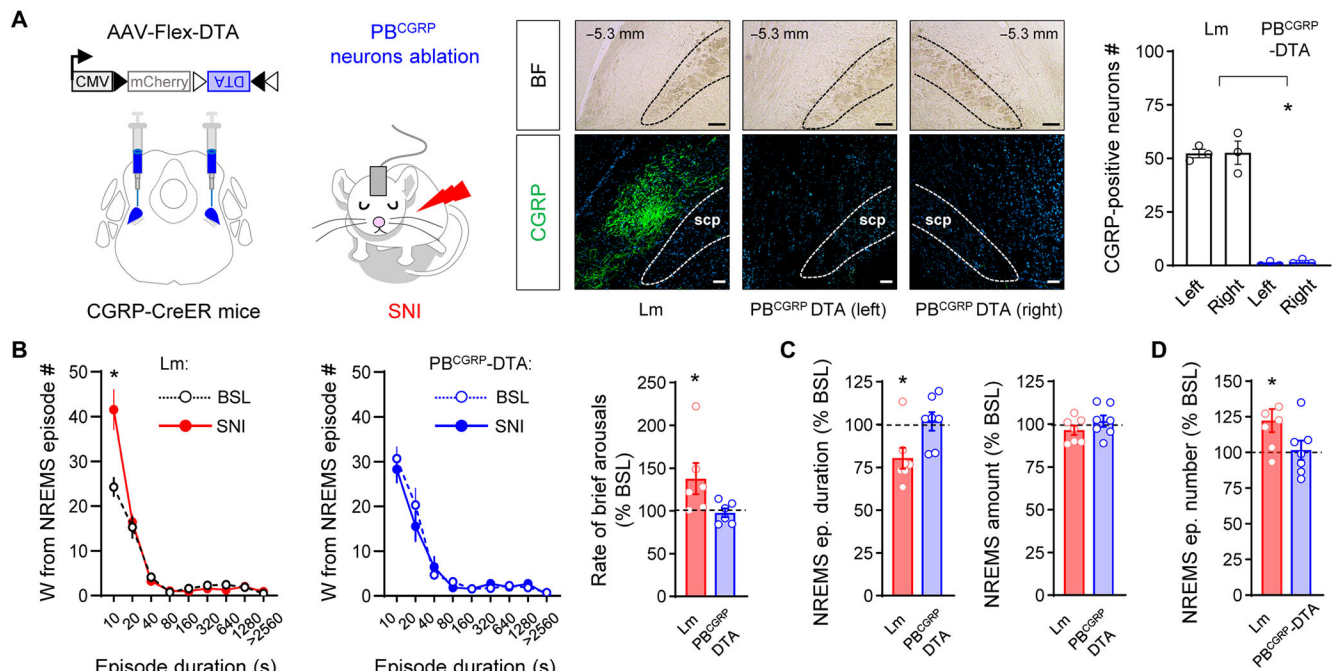 A
AAV-Flex-DTA
CMV
mCherry
DTA
CGRP-CreER mice
PBCGRP
neurons ablation
SNI
BF
−5.3 mm
−5.3 mm
−5.3 mm
CGRP
scp
scp
scp
Lm
PBCGRP DTA (left)
PBCGRP DTA (right)
CGRP-positive neurons #
100
75
50
25
0
Lm
PBCGRP
-DTA
*
Left
Right
Left
Right
B
W from NREMS episode #
50
40
30
20
10
0
*
Lm:
BSL
SNI
10
20
40
80
160
320
640
1280
>2560
Episode duration (s)
W from NREMS episode #
50
40
30
20
10
0
PBCGRP-DTA:
BSL
SNI
10
20
40
80
160
320
640
1280
>2560
Episode duration (s)
Rate of brief arousals
(% BSL)
250
200
150
100
50
0
*
Lm
PBCGRP
DTA
C
NREMS ep. duration (% BSL)
125
100
75
50
25
0
*
Lm
PBCGRP
DTA
NREMS amount (% BSL)
125
100
75
50
25
0
Lm
PBCGRP
DTA
D
NREMS ep. number (% BSL)
150
125
100
75
50
25
0
*
Lm
PBCGRP-DTA